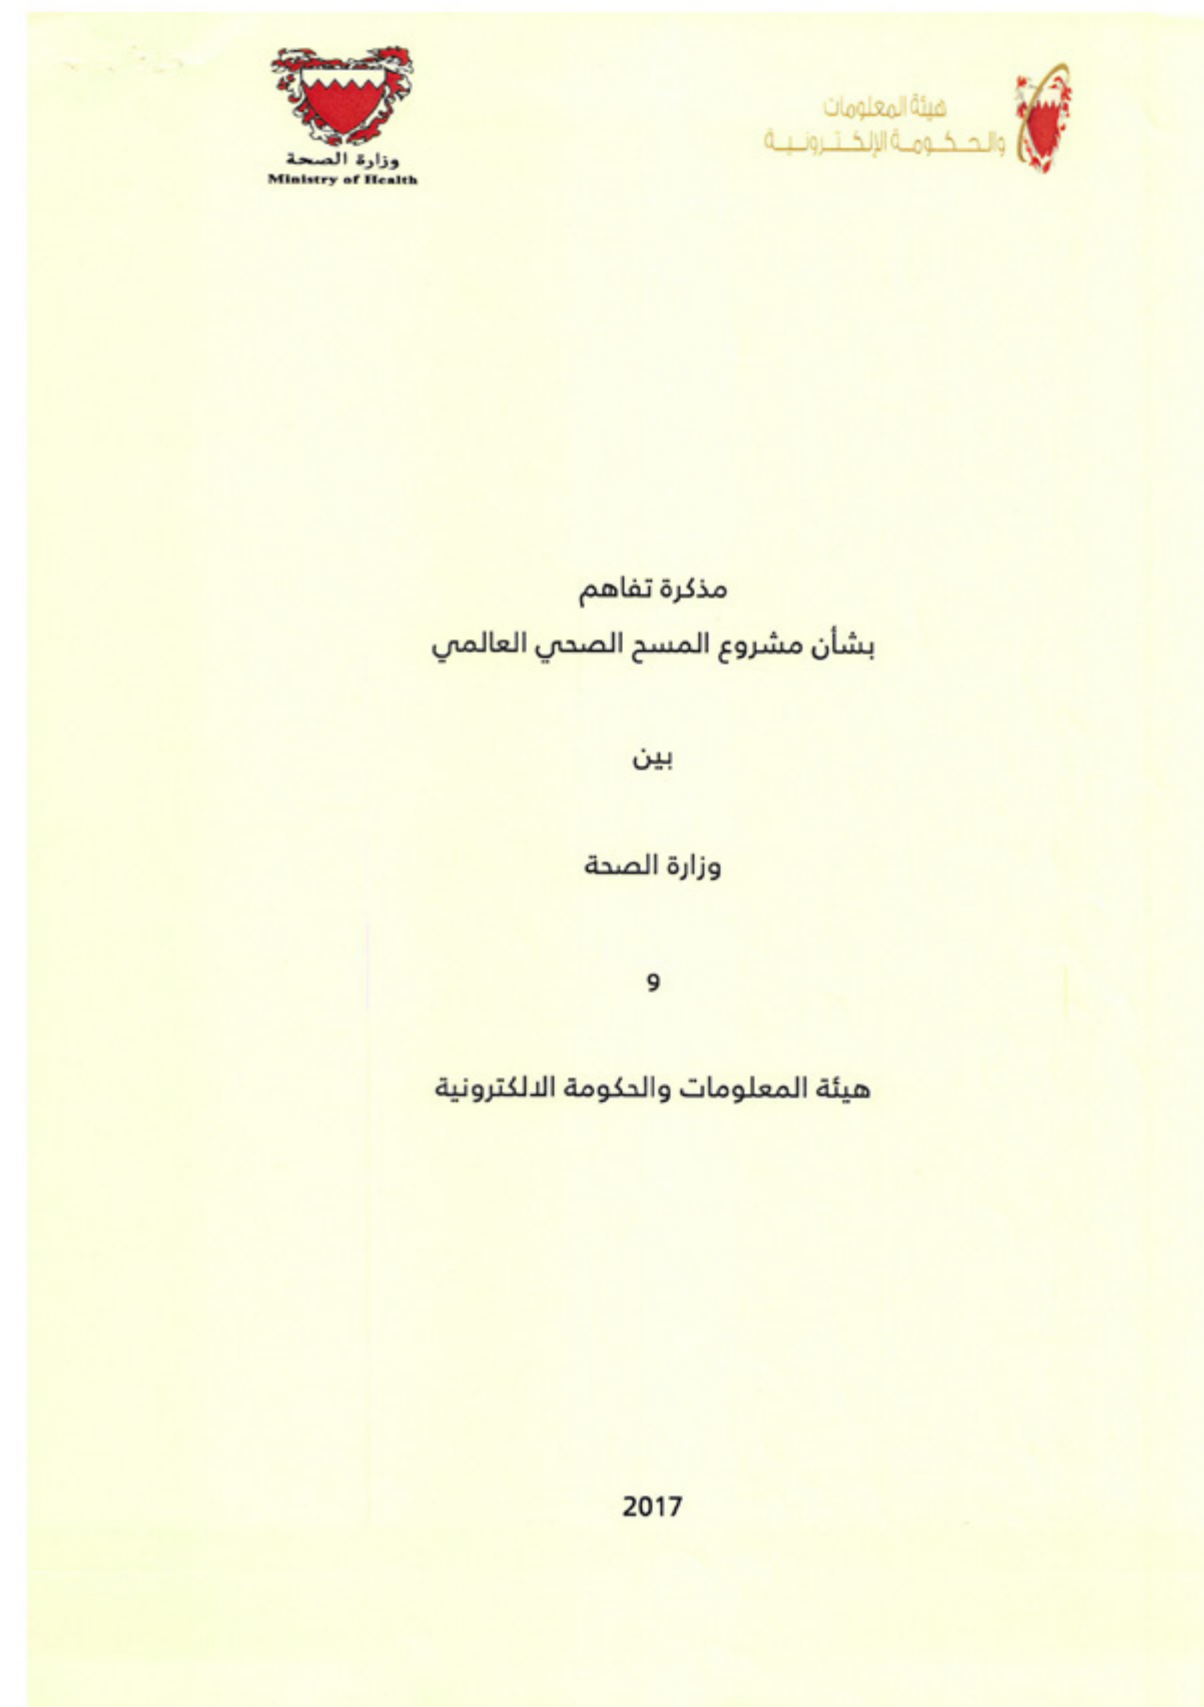 هيئة المعلومات
والحكومة الإلكترونية
وزارة الصحة
Ministry of Health
مذكرة تفاهم
بشأن مشروع المسح الصحي العالمي
بين
وزارة الصحة
و
هيئة المعلومات والحكومة الالكترونية
2017